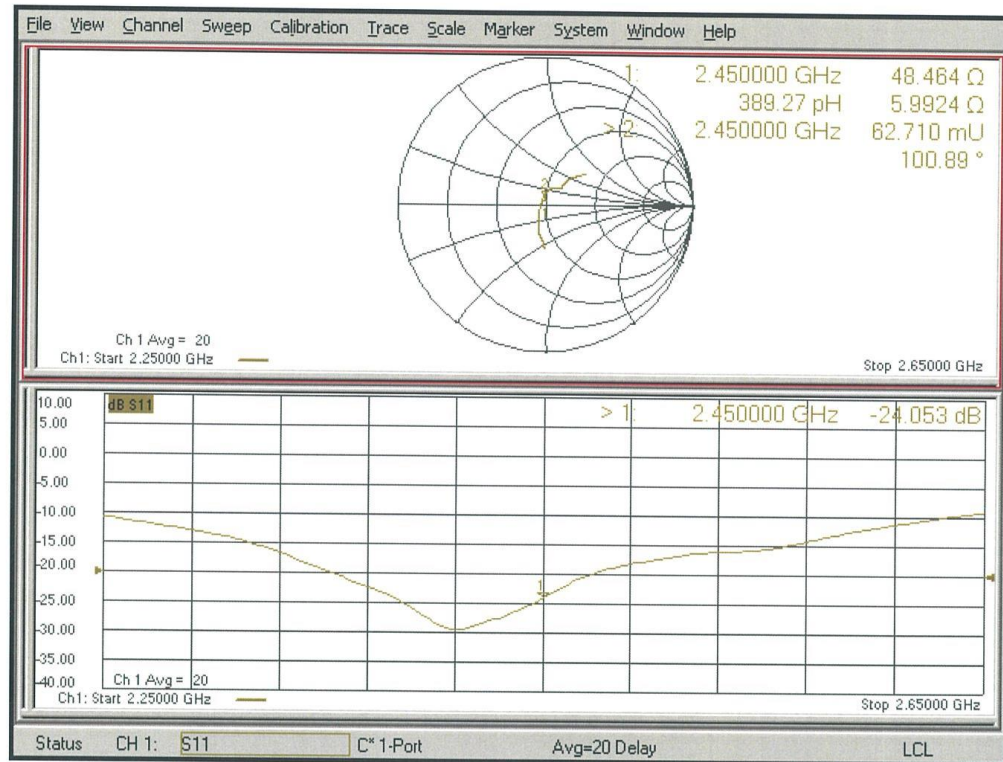 File View Channel Sweep Calibration Trace Scale Marker System Window Help
1: 2.450000 GHz 48.464 Ω
389.27 pH 5.9924 Ω
> 2: 2.450000 GHz 62.710 mU
100.89 °
2
Ch 1 Avg = 20
Ch1: Start 2.25000 GHz
Stop 2.65000 GHz
10.00 dB S11
> 1: 2.450000 GHz -24.053 dB
5.00
0.00
-5.00
-10.00
-15.00
-20.00
1
-25.00
-30.00
-35.00
-40.00
Ch 1 Avg = 20
Ch1: Start 2.25000 GHz
Stop 2.65000 GHz
Status CH 1: S11 C* 1-Port Avg=20 Delay LCL